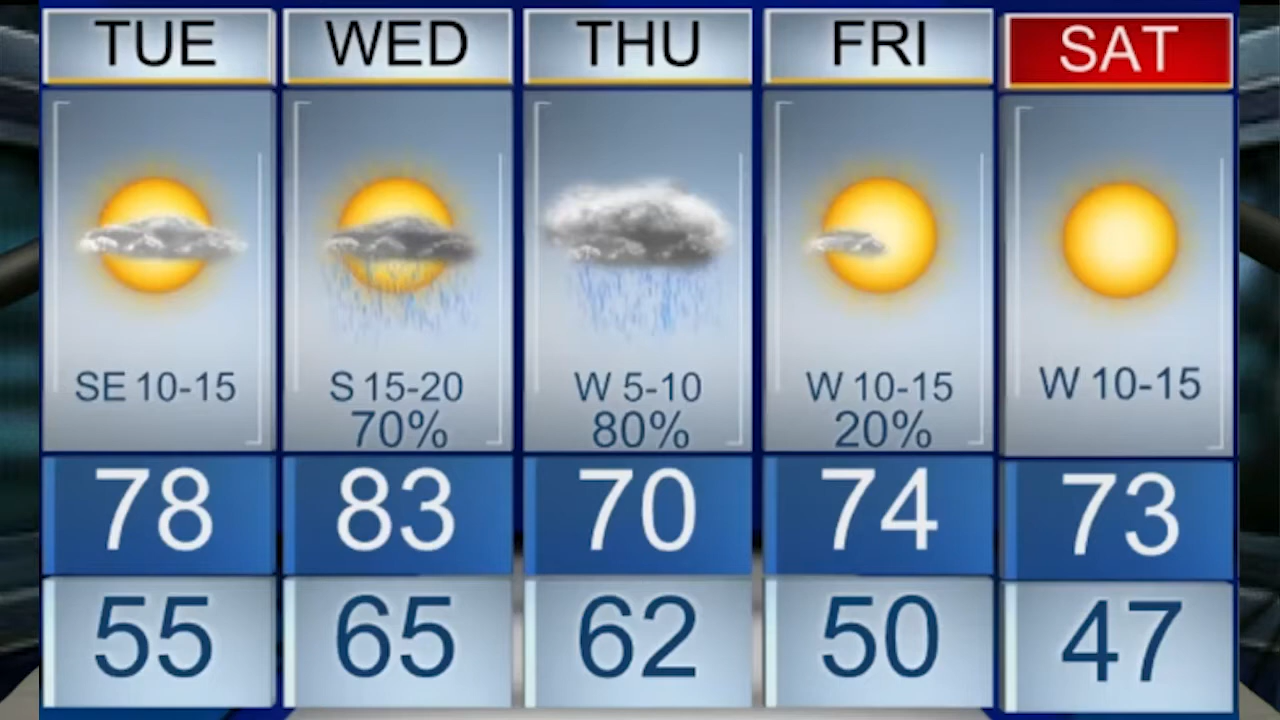 TUE
SE 10-15
78
55
WED
S 15-20
70%
83
65
THU
W 5-10
80%
70
62
FRI
W 10-15
20%
74
50
SAT
W 10-15
73
47